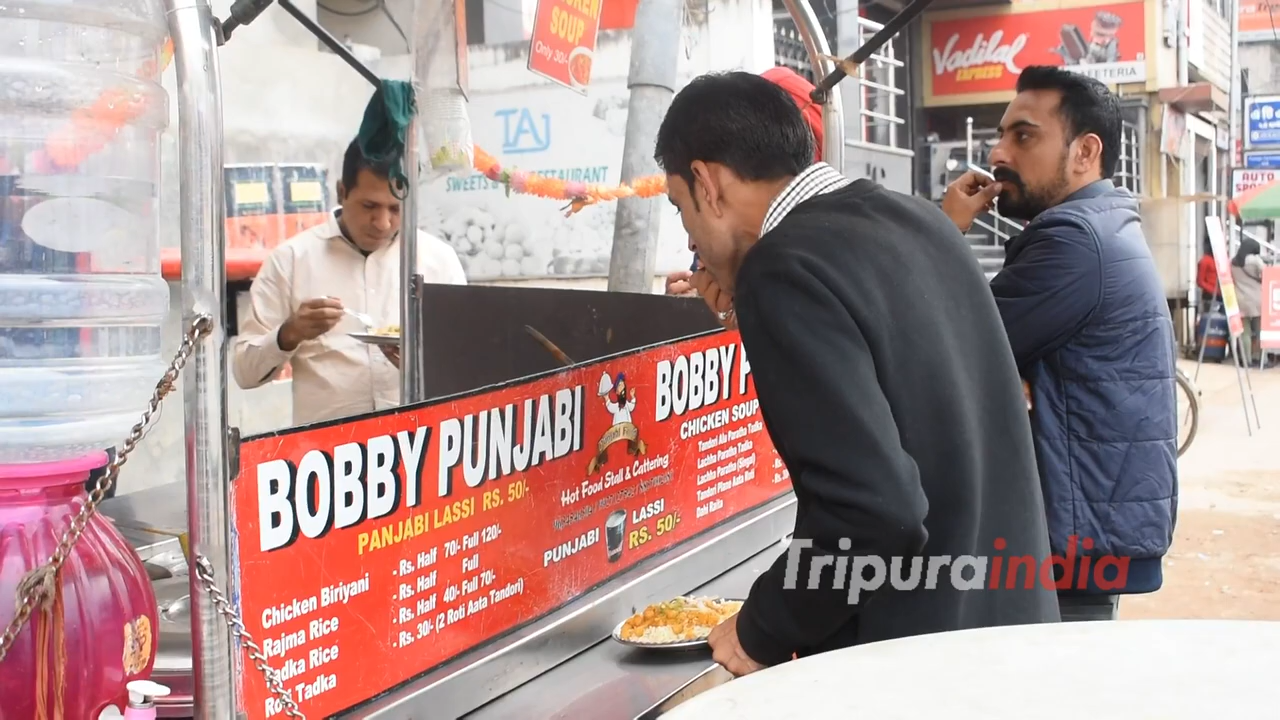 CHICKEN
SOUP
Only 30/-
TAJ
SWEETS & RESTAURANT
Vadilal
EXPRESS
CAFETERIA
AUTO
BOBBY PUNJABI
PANJABI LASSI RS. 50/-
Chicken Biriyani - Rs. Half 70/- Full 120/-
Rajma Rice - Rs. Half Full
Tadka Rice - Rs. Half 40/- Full 70/-
Roti Tadka - Rs. 30/- (2 Roti Aata Tandori)
Hot Food Stall & Cattering
PUNJABI LASSI
RS. 50/-
BOBBY P
CHICKEN SOUP
Tandori Alu Paratha Tadka
Lachha Paratha Tadka
Lachha Paratha (Singal)
Tandori Plane Aata Roti
Dahi Raita
Tripuraindia